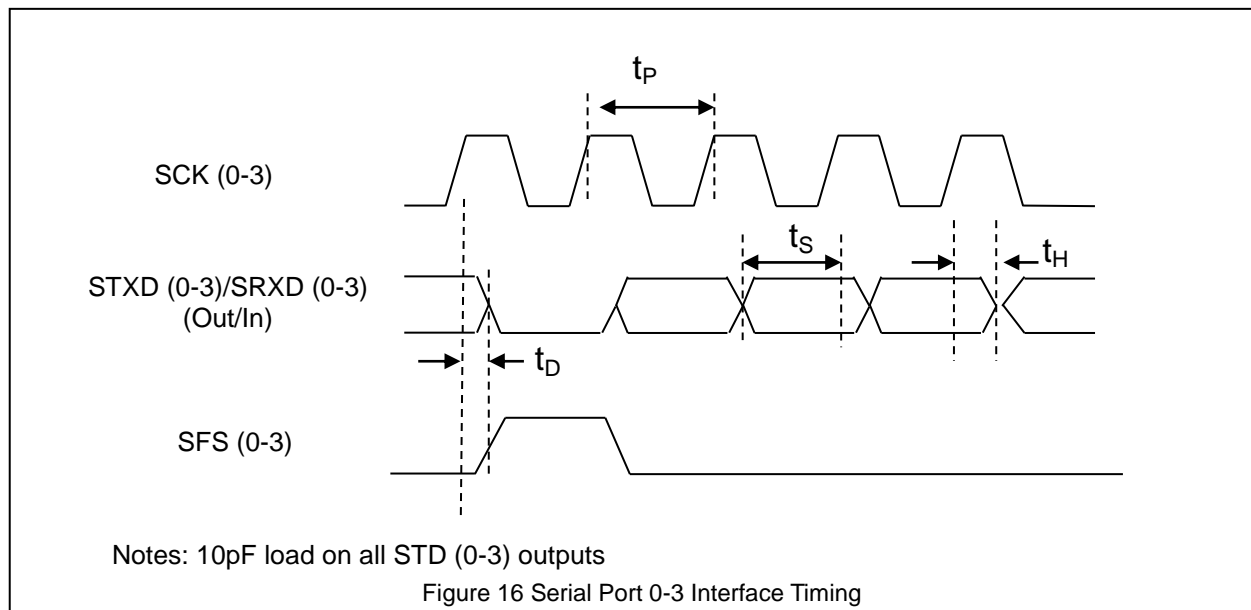 tP
SCK (0-3)
tS
tH
STXD (0-3)/SRXD (0-3)
(Out/In)
tD
SFS (0-3)
Notes: 10pF load on all STD (0-3) outputs
Figure 16 Serial Port 0-3 Interface Timing